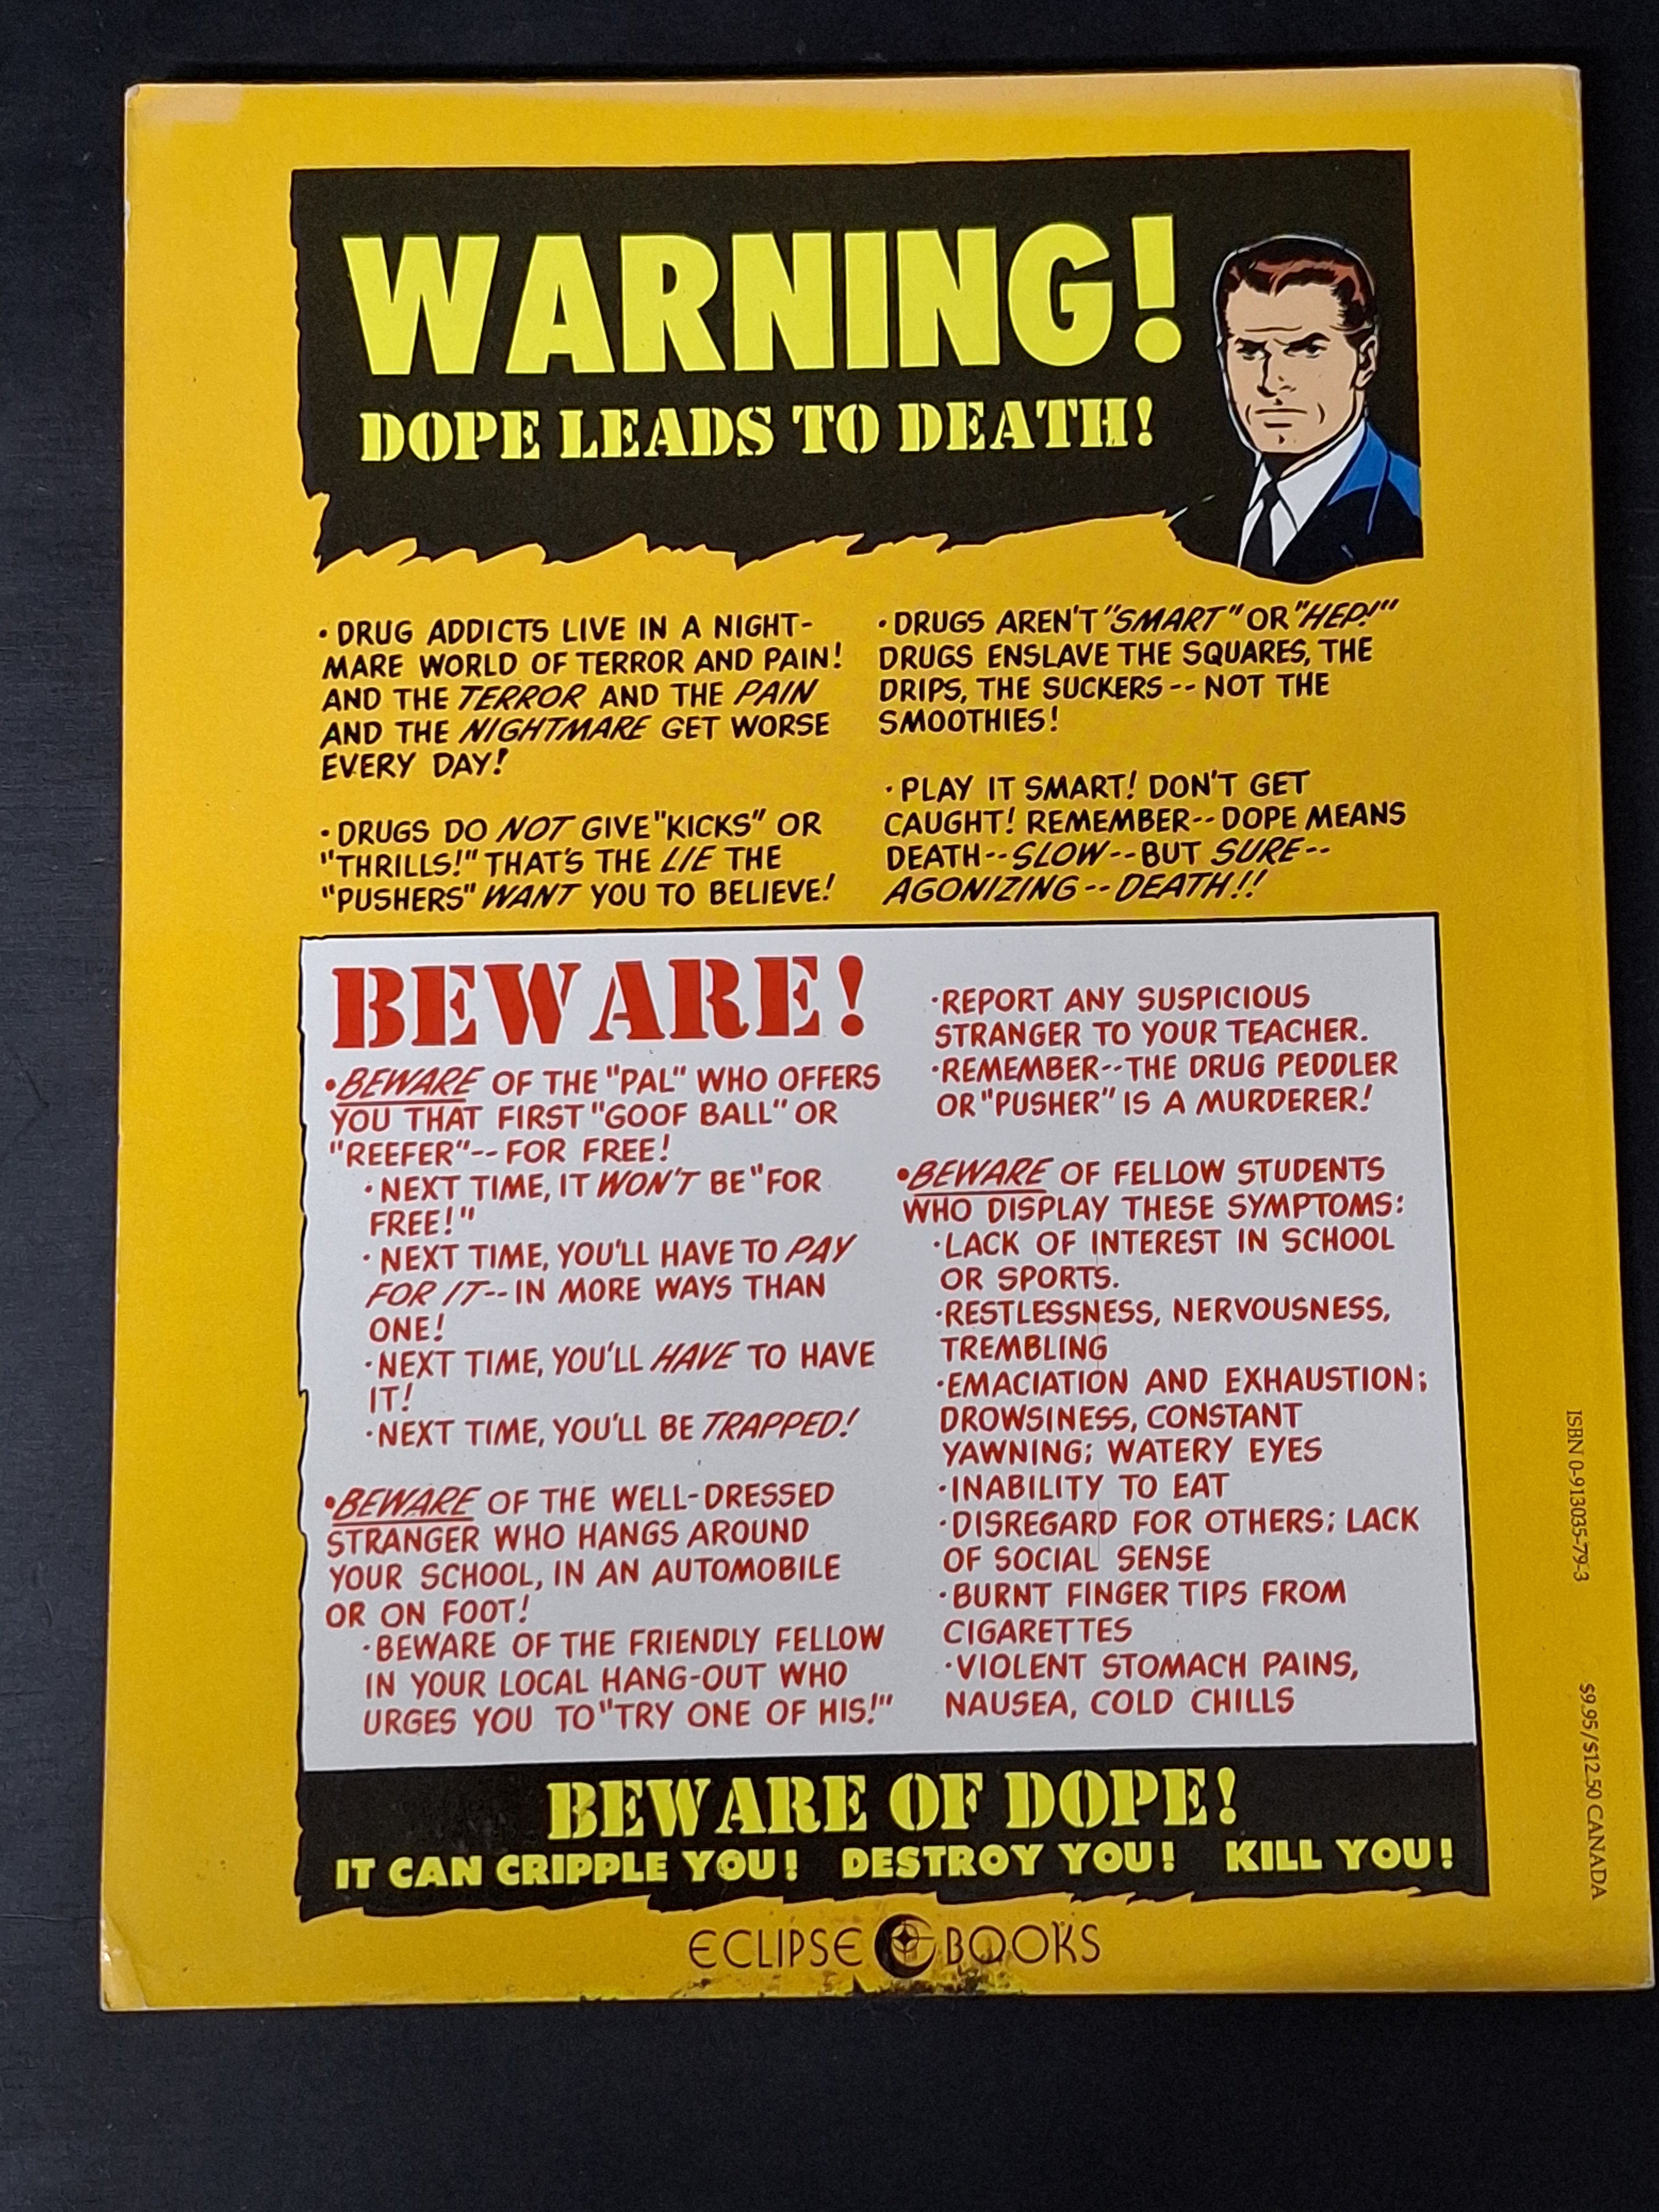 WARNING!
DOPE LEADS TO DEATH!
• DRUG ADDICTS LIVE IN A NIGHT-
MARE WORLD OF TERROR AND PAIN!
AND THE TERROR AND THE PAIN
AND THE NIGHTMARE GET WORSE
EVERY DAY!
• DRUGS DO NOT GIVE "KICKS" OR
"THRILLS!" THAT'S THE LIE THE
"PUSHERS" WANT YOU TO BELIEVE!
• DRUGS AREN'T "SMART" OR "HEP!"
DRUGS ENSLAVE THE SQUARES, THE
DRIPS, THE SUCKERS -- NOT THE
SMOOTHIES!
• PLAY IT SMART! DON'T GET
CAUGHT! REMEMBER -- DOPE MEANS
DEATH -- SLOW -- BUT SURE --
AGONIZING -- DEATH!!
BEWARE!
• BEWARE OF THE "PAL" WHO OFFERS
YOU THAT FIRST "GOOF BALL" OR
"REEFER" -- FOR FREE!
• NEXT TIME, IT WON'T BE "FOR
FREE!"
• NEXT TIME, YOU'LL HAVE TO PAY
FOR IT -- IN MORE WAYS THAN
ONE!
• NEXT TIME, YOU'LL HAVE TO HAVE
IT!
• NEXT TIME, YOU'LL BE TRAPPED!
• BEWARE OF THE WELL-DRESSED
STRANGER WHO HANGS AROUND
YOUR SCHOOL, IN AN AUTOMOBILE
OR ON FOOT!
• BEWARE OF THE FRIENDLY FELLOW
IN YOUR LOCAL HANG-OUT WHO
URGES YOU TO "TRY ONE OF HIS!"
• REPORT ANY SUSPICIOUS
STRANGER TO YOUR TEACHER.
• REMEMBER -- THE DRUG PEDDLER
OR "PUSHER" IS A MURDERER!
• BEWARE OF FELLOW STUDENTS
WHO DISPLAY THESE SYMPTOMS:
• LACK OF INTEREST IN SCHOOL
OR SPORTS.
• RESTLESSNESS, NERVOUSNESS,
TREMBLING
• EMACIATION AND EXHAUSTION;
DROWSINESS, CONSTANT
YAWNING; WATERY EYES
• INABILITY TO EAT
• DISREGARD FOR OTHERS; LACK
OF SOCIAL SENSE
• BURNT FINGER TIPS FROM
CIGARETTES
• VIOLENT STOMACH PAINS,
NAUSEA, COLD CHILLS
BEWARE OF DOPE!
IT CAN CRIPPLE YOU! DESTROY YOU! KILL YOU!
ECLIPSE BOOKS
ISBN 0-913035-79-3
$9.95/$12.50 CANADA